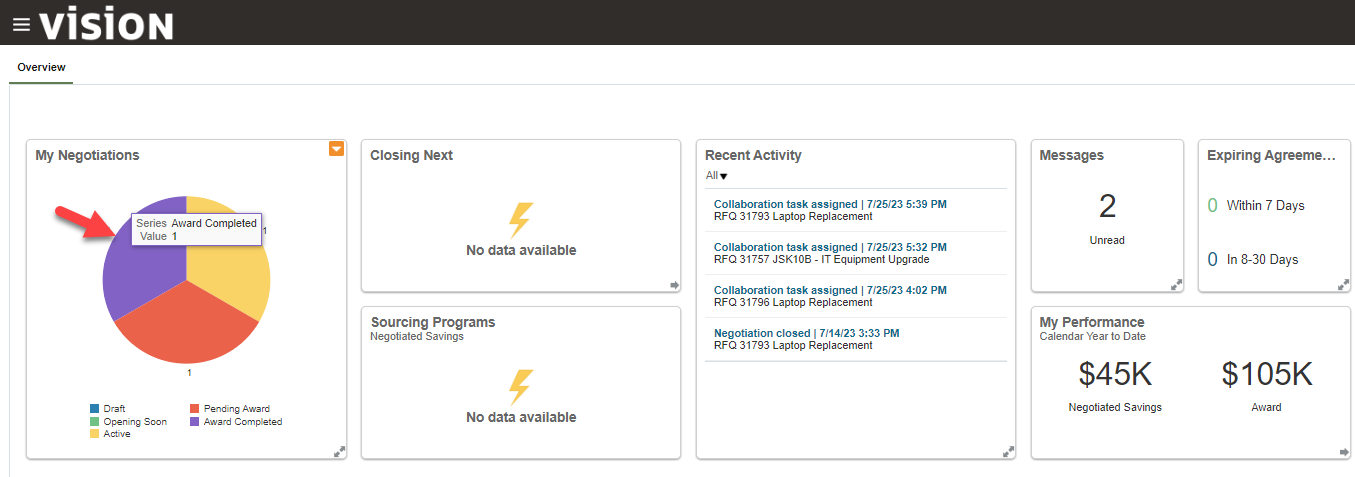 vision
Overview
My Negotiations
Series Award Completed
Value 1
1
1
Draft
Opening Soon
Active
Pending Award
Award Completed
Closing Next
No data available
Sourcing Programs
Negotiated Savings
No data available
Recent Activity
All
Collaboration task assigned | 7/25/23 5:39 PM
RFQ 31793 Laptop Replacement
Collaboration task assigned | 7/25/23 5:32 PM
RFQ 31757 JSK10B - IT Equipment Upgrade
Collaboration task assigned | 7/25/23 4:02 PM
RFQ 31796 Laptop Replacement
Negotiation closed | 7/14/23 3:33 PM
RFQ 31793 Laptop Replacement
Messages
2
Unread
Expiring Agreeme…
0 Within 7 Days
0 In 8-30 Days
My Performance
Calendar Year to Date
$45K
Negotiated Savings
$105K
Award